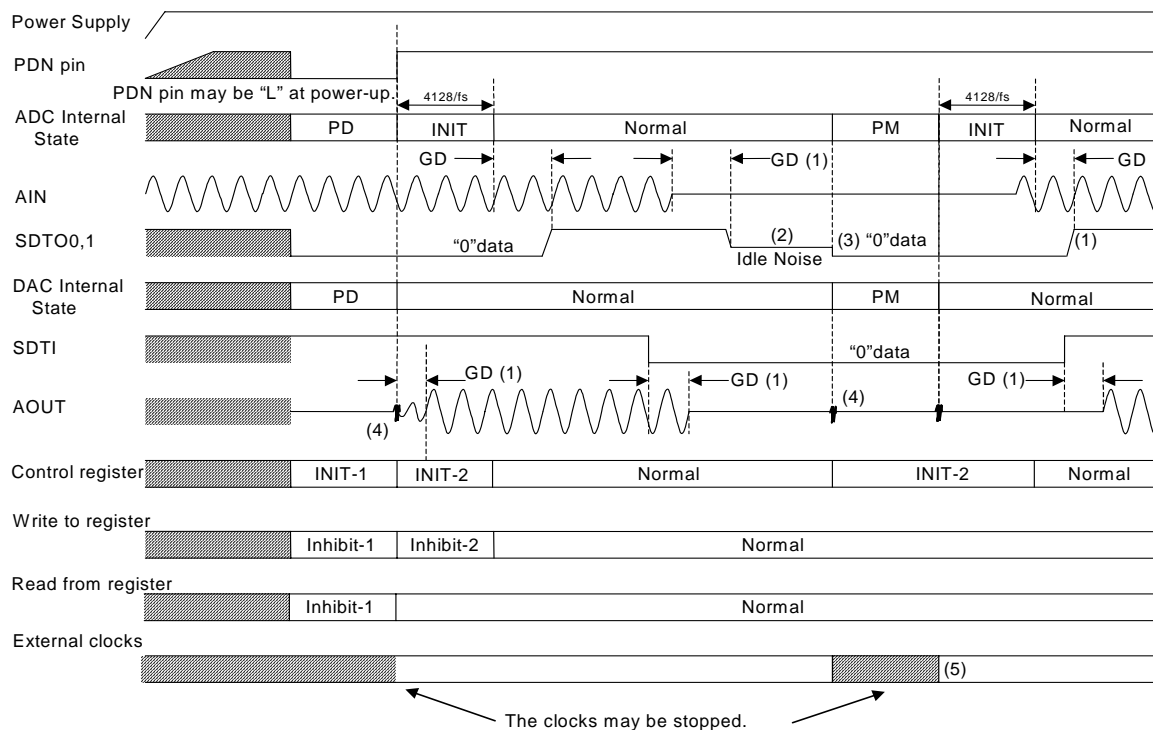 Power Supply
PDN pin
PDN pin may be “L” at power-up.
4128/fs
4128/fs
ADC Internal
State
PD
INIT
Normal
PM
INIT
Normal
GD
GD (1)
GD
AIN
SDTO0,1
“0”data
(2)
Idle Noise
(3) “0”data
(1)
DAC Internal
State
PD
Normal
PM
Normal
SDTI
“0”data
GD (1)
GD (1)
GD (1)
AOUT
(4)
(4)
Control register
INIT-1
INIT-2
Normal
INIT-2
Normal
Write to register
Inhibit-1
Inhibit-2
Normal
Read from register
Inhibit-1
Normal
External clocks
(5)
The clocks may be stopped.